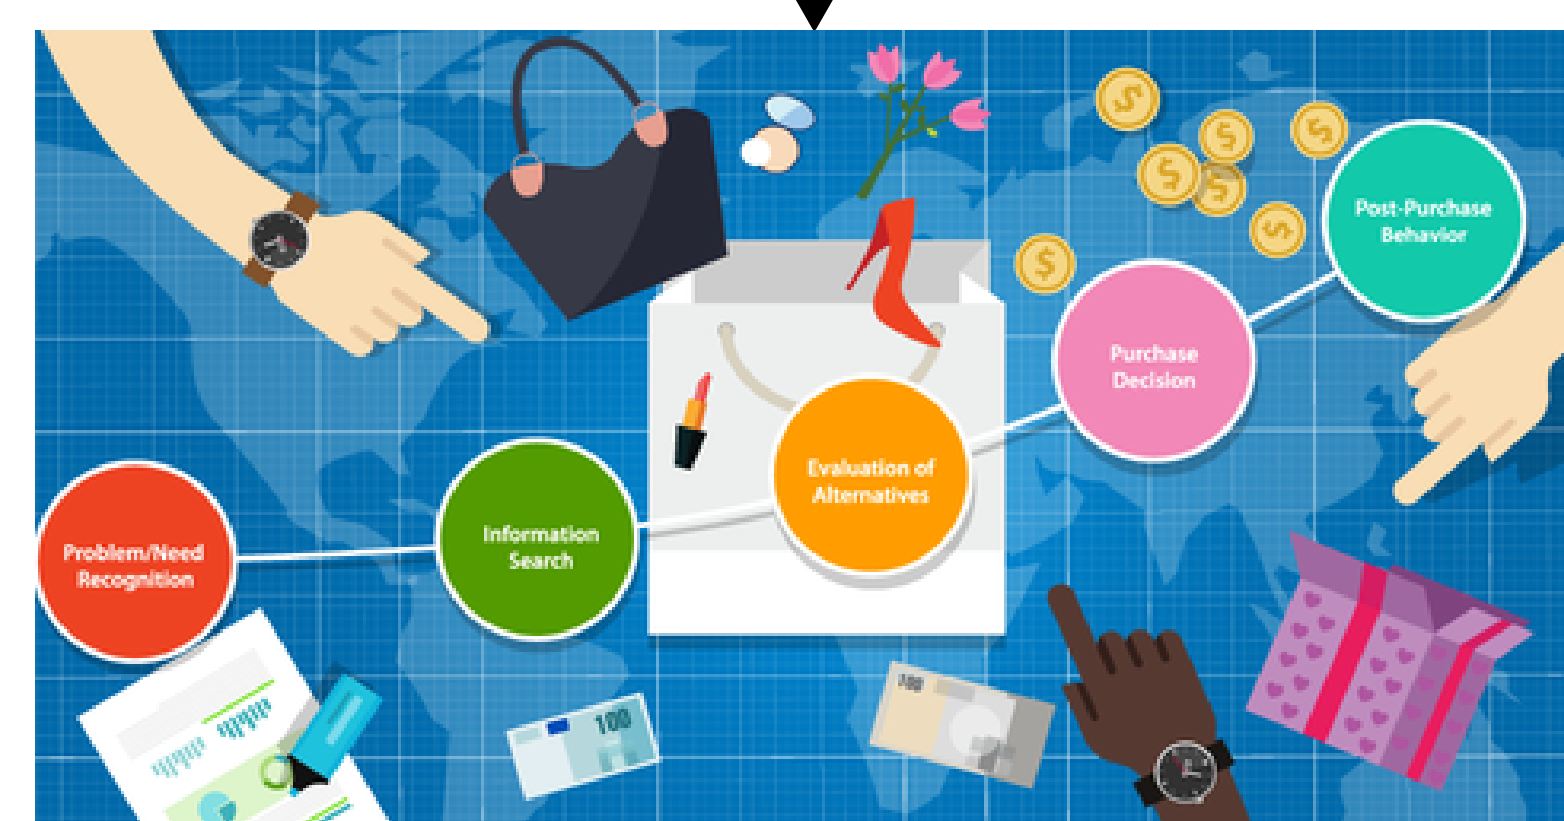 Post-Purchase
Behavior
Purchase
Decision
Evaluation of
Alternatives
Information
Search
Problem/Need
Recognition
$
$
$
$
$
$
$
100
100